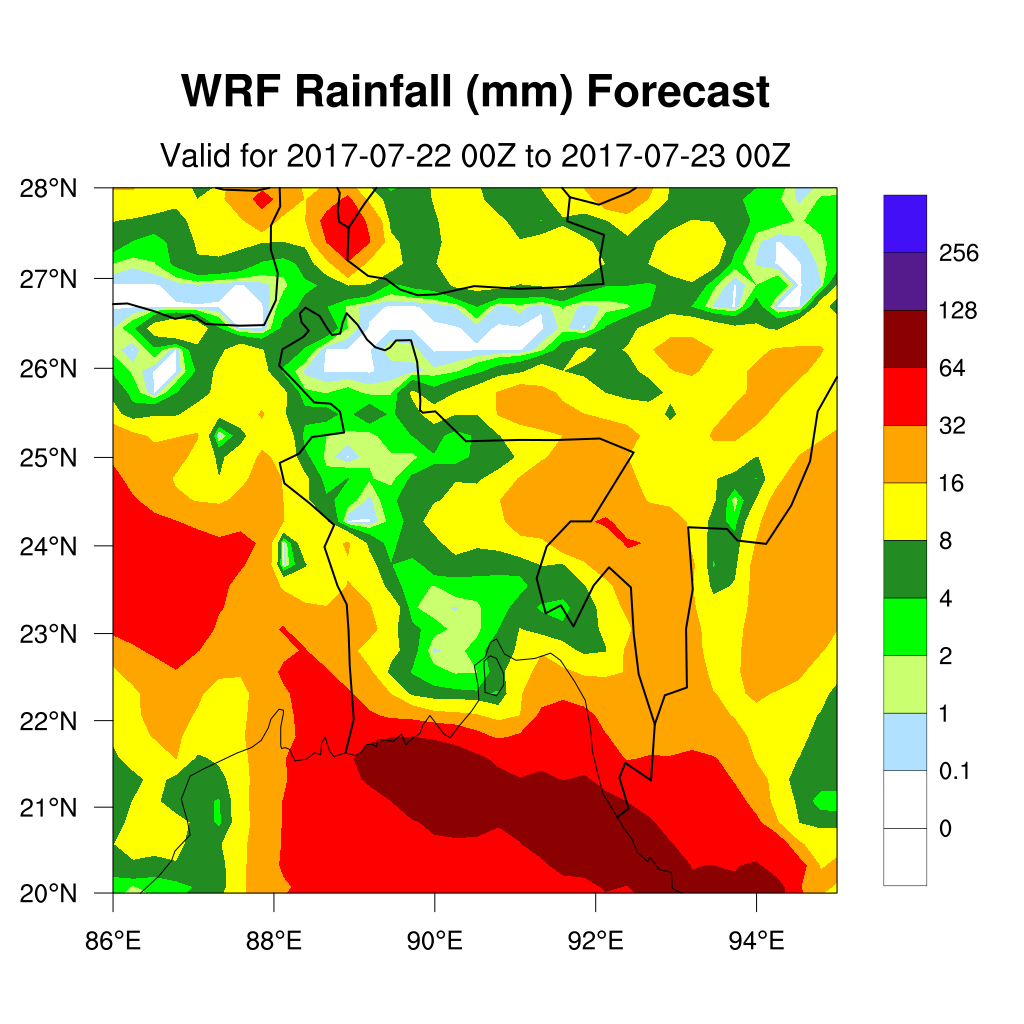 WRF Rainfall (mm) Forecast
Valid for 2017-07-22 00Z to 2017-07-23 00Z
28°N
27°N
26°N
25°N
24°N
23°N
22°N
21°N
20°N
86°E 88°E 90°E 92°E 94°E
256
128
110
64
32
16
8
4
2
1
0.1
0